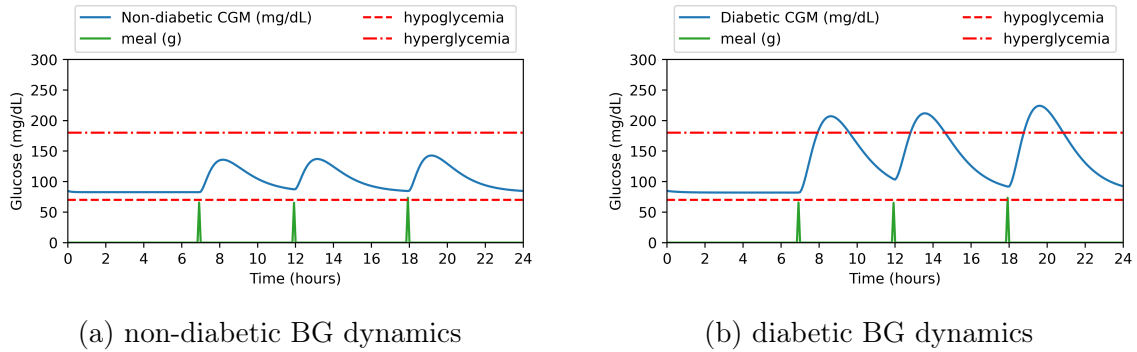 Non-diabetic CGM (mg/dL) hypoglycemia
meal (g) hyperglycemia
300
250
200
150
100
50
0
Glucose (mg/dL)
0 2 4 6 8 10 12 14 16 18 20 22 24
Time (hours)
(a) non-diabetic BG dynamics
Diabetic CGM (mg/dL) hypoglycemia
meal (g) hyperglycemia
300
250
200
150
100
50
0
Glucose (mg/dL)
0 2 4 6 8 10 12 14 16 18 20 22 24
Time (hours)
(b) diabetic BG dynamics